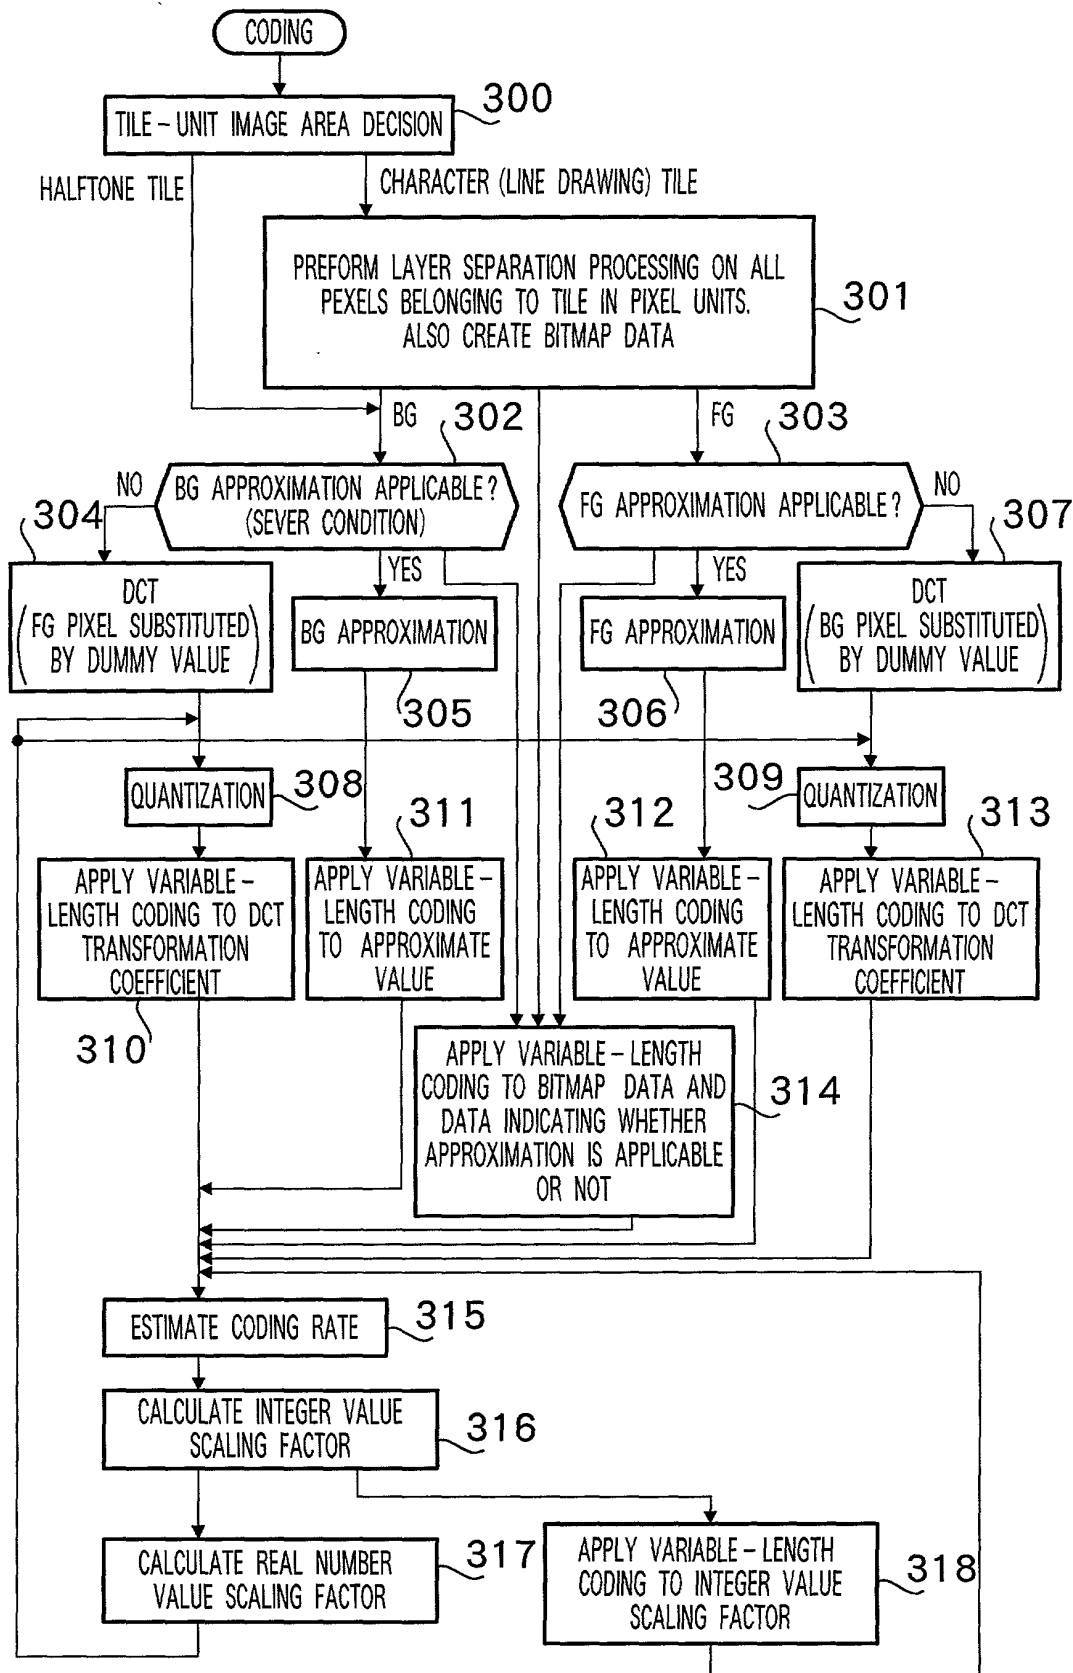 CODING
300
TILE-UNIT IMAGE AREA DECISION
HALFTONE TILE
CHARACTER (LINE DRAWING) TILE
PREFORM LAYER SEPARATION PROCESSING ON ALL
PEXELS BELONGING TO TILE IN PIXEL UNITS.
ALSO CREATE BITMAP DATA
301
BG
302
FG
303
NO
BG APPROXIMATION APPLICABLE?
(SEVER CONDITION)
FG APPROXIMATION APPLICABLE?
NO
304
307
YES
YES
DCT
(FG PIXEL SUBSTITUTED
BY DUMMY VALUE)
BG APPROXIMATION
FG APPROXIMATION
DCT
(BG PIXEL SUBSTITUTED
BY DUMMY VALUE)
305
306
QUANTIZATION
308
309
QUANTIZATION
311
312
313
APPLY VARIABLE-
LENGTH CODING TO DCT
TRANSFORMATION
COEFFICIENT
APPLY VARIABLE-
LENGTH CODING
TO APPROXIMATE
VALUE
APPLY VARIABLE-
LENGTH CODING
TO APPROXIMATE
VALUE
APPLY VARIABLE-
LENGTH CODING TO DCT
TRANSFORMATION
COEFFICIENT
310
APPLY VARIABLE-LENGTH
CODING TO BITMAP DATA AND
DATA INDICATING WHETHER
APPROXIMATION IS APPLICABLE
OR NOT
314
ESTIMATE CODING RATE
315
CALCULATE INTEGER VALUE
SCALING FACTOR
316
CALCULATE REAL NUMBER
VALUE SCALING FACTOR
317
APPLY VARIABLE-LENGTH
CODING TO INTEGER VALUE
SCALING FACTOR
318